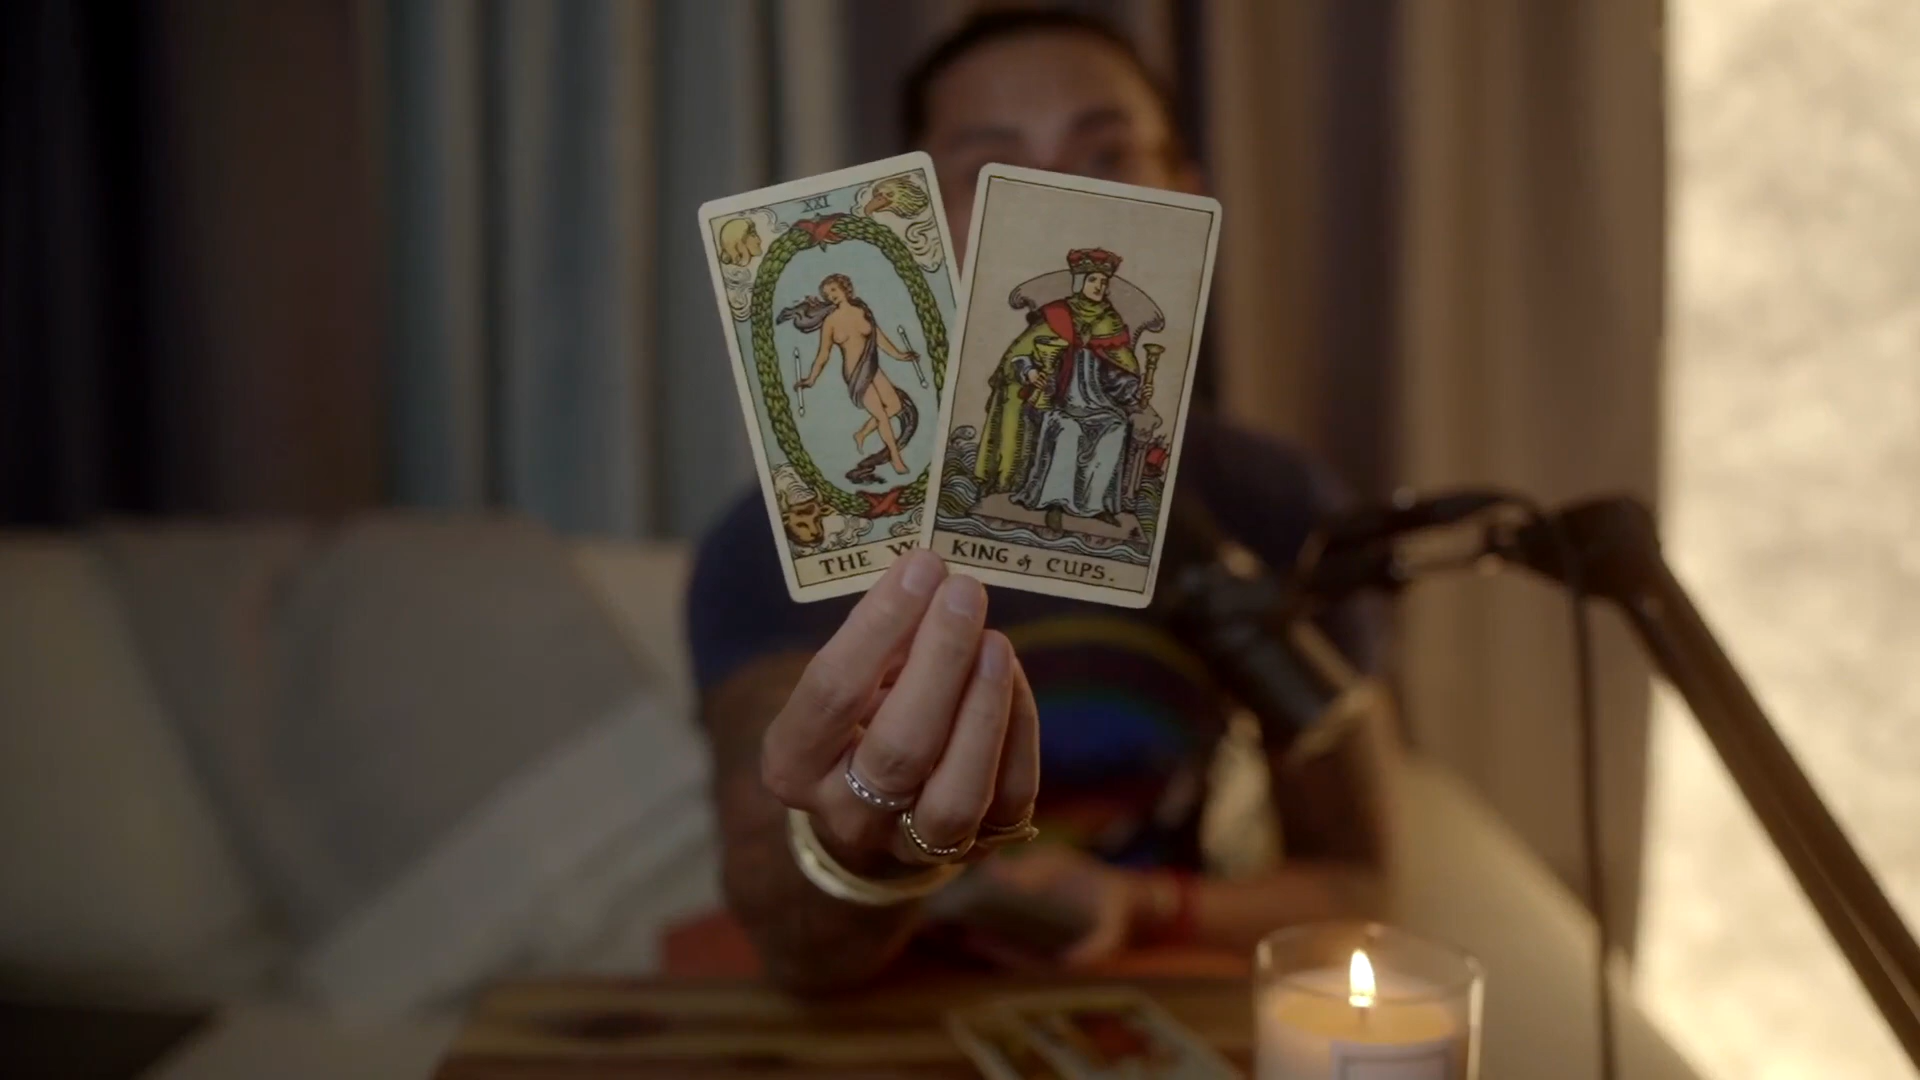 XXI
THE
KING of CUPS.